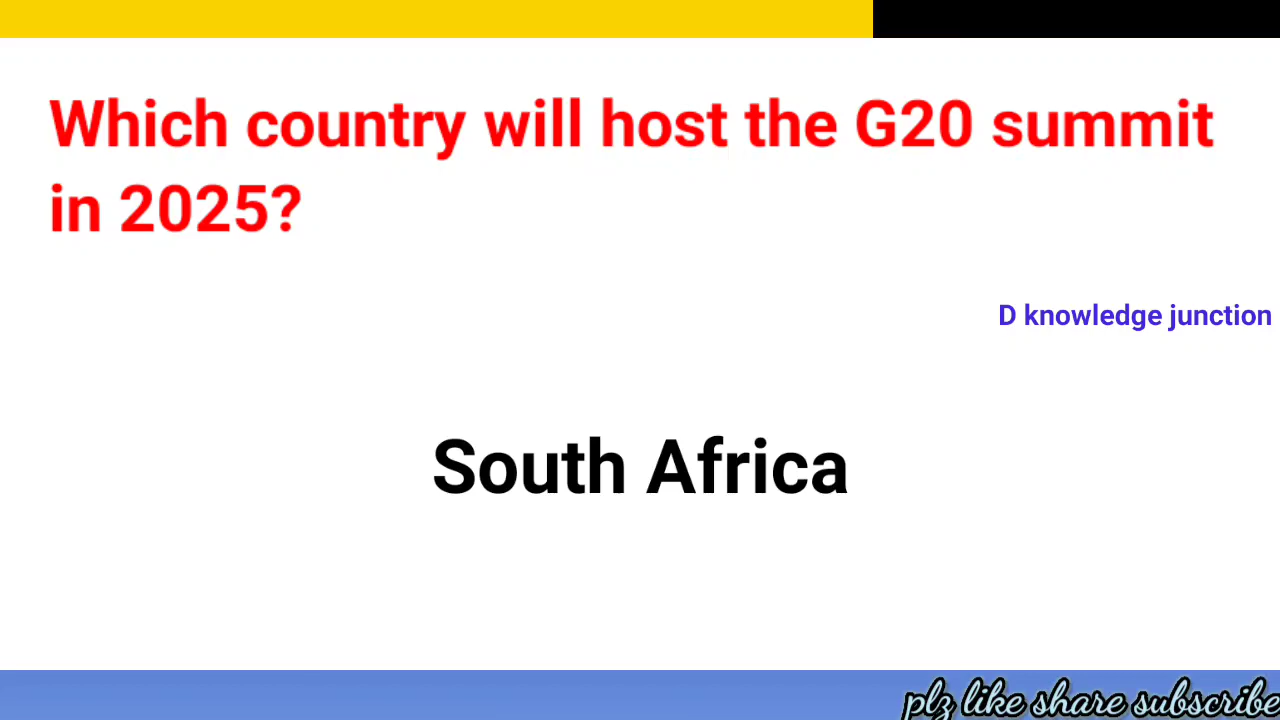 Which country will host the G20 summit
in 2025?
D knowledge junction
South Africa
plz like share subscribe